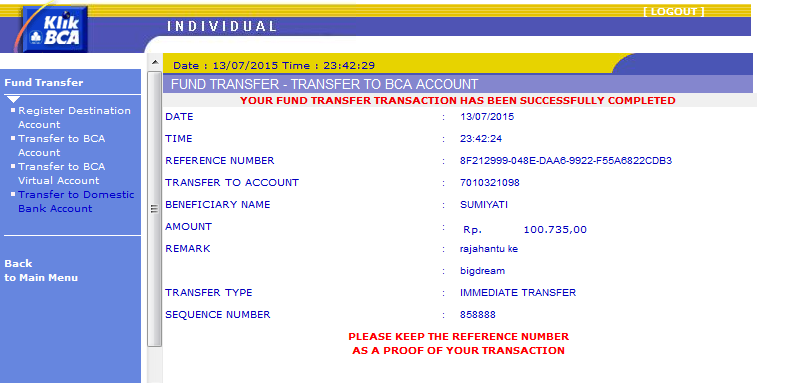 [ LOGOUT ]
Klik
BCA
INDIVIDUAL
Date : 13/07/2015 Time : 23:42:29
Fund Transfer
Register Destination
Account
Transfer to BCA
Account
Transfer to BCA
Virtual Account
Transfer to Domestic
Bank Account
Back
to Main Menu
FUND TRANSFER - TRANSFER TO BCA ACCOUNT
YOUR FUND TRANSFER TRANSACTION HAS BEEN SUCCESSFULLY COMPLETED
DATE : 13/07/2015
TIME : 23:42:24
REFERENCE NUMBER : 8F212999-048E-DAA6-9922-F55A6822CDB3
TRANSFER TO ACCOUNT : 7010321098
BENEFICIARY NAME : SUMIYATI
AMOUNT : Rp. 100.735,00
REMARK : rajahantu ke
: bigdream
TRANSFER TYPE : IMMEDIATE TRANSFER
SEQUENCE NUMBER : 858888
PLEASE KEEP THE REFERENCE NUMBER
AS A PROOF OF YOUR TRANSACTION